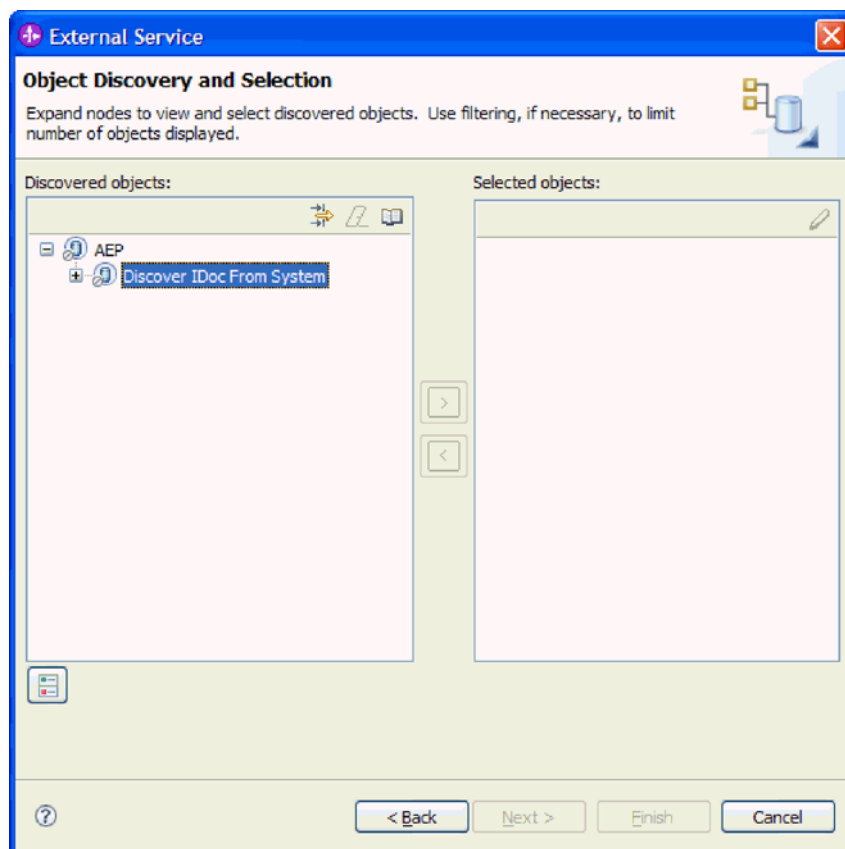 External Service
Object Discovery and Selection
Expand nodes to view and select discovered objects.  Use filtering, if necessary, to limit
number of objects displayed.
Discovered objects:
Selected objects:
AEP
Discover IDoc From System
>
<
?
< Back
Next >
Finish
Cancel